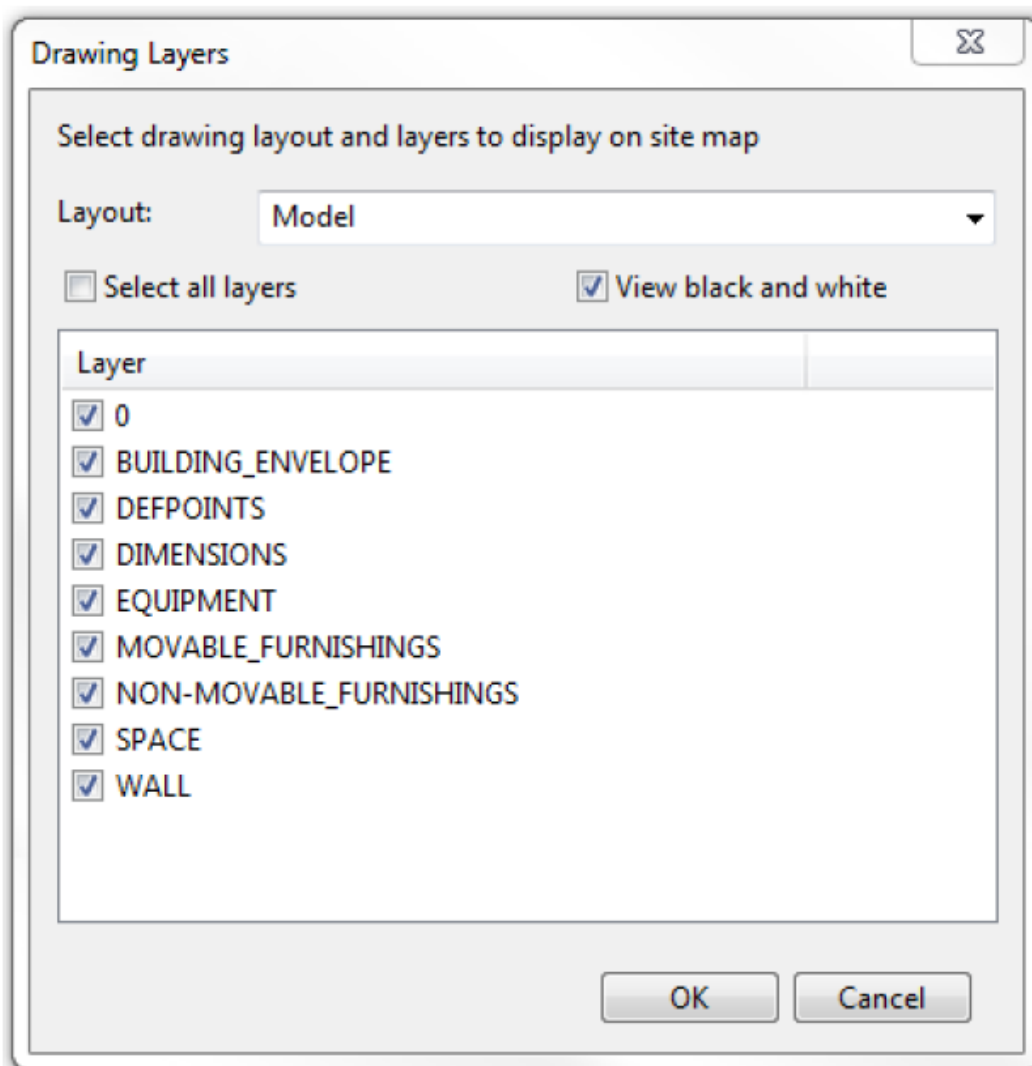 Drawing Layers
Select drawing layout and layers to display on site map
Layout: Model
Select all layers View black and white
Layer
0
BUILDING_ENVELOPE
DEFPOINTS
DIMENSIONS
EQUIPMENT
MOVABLE_FURNISHINGS
NON-MOVABLE_FURNISHINGS
SPACE
WALL
OK Cancel